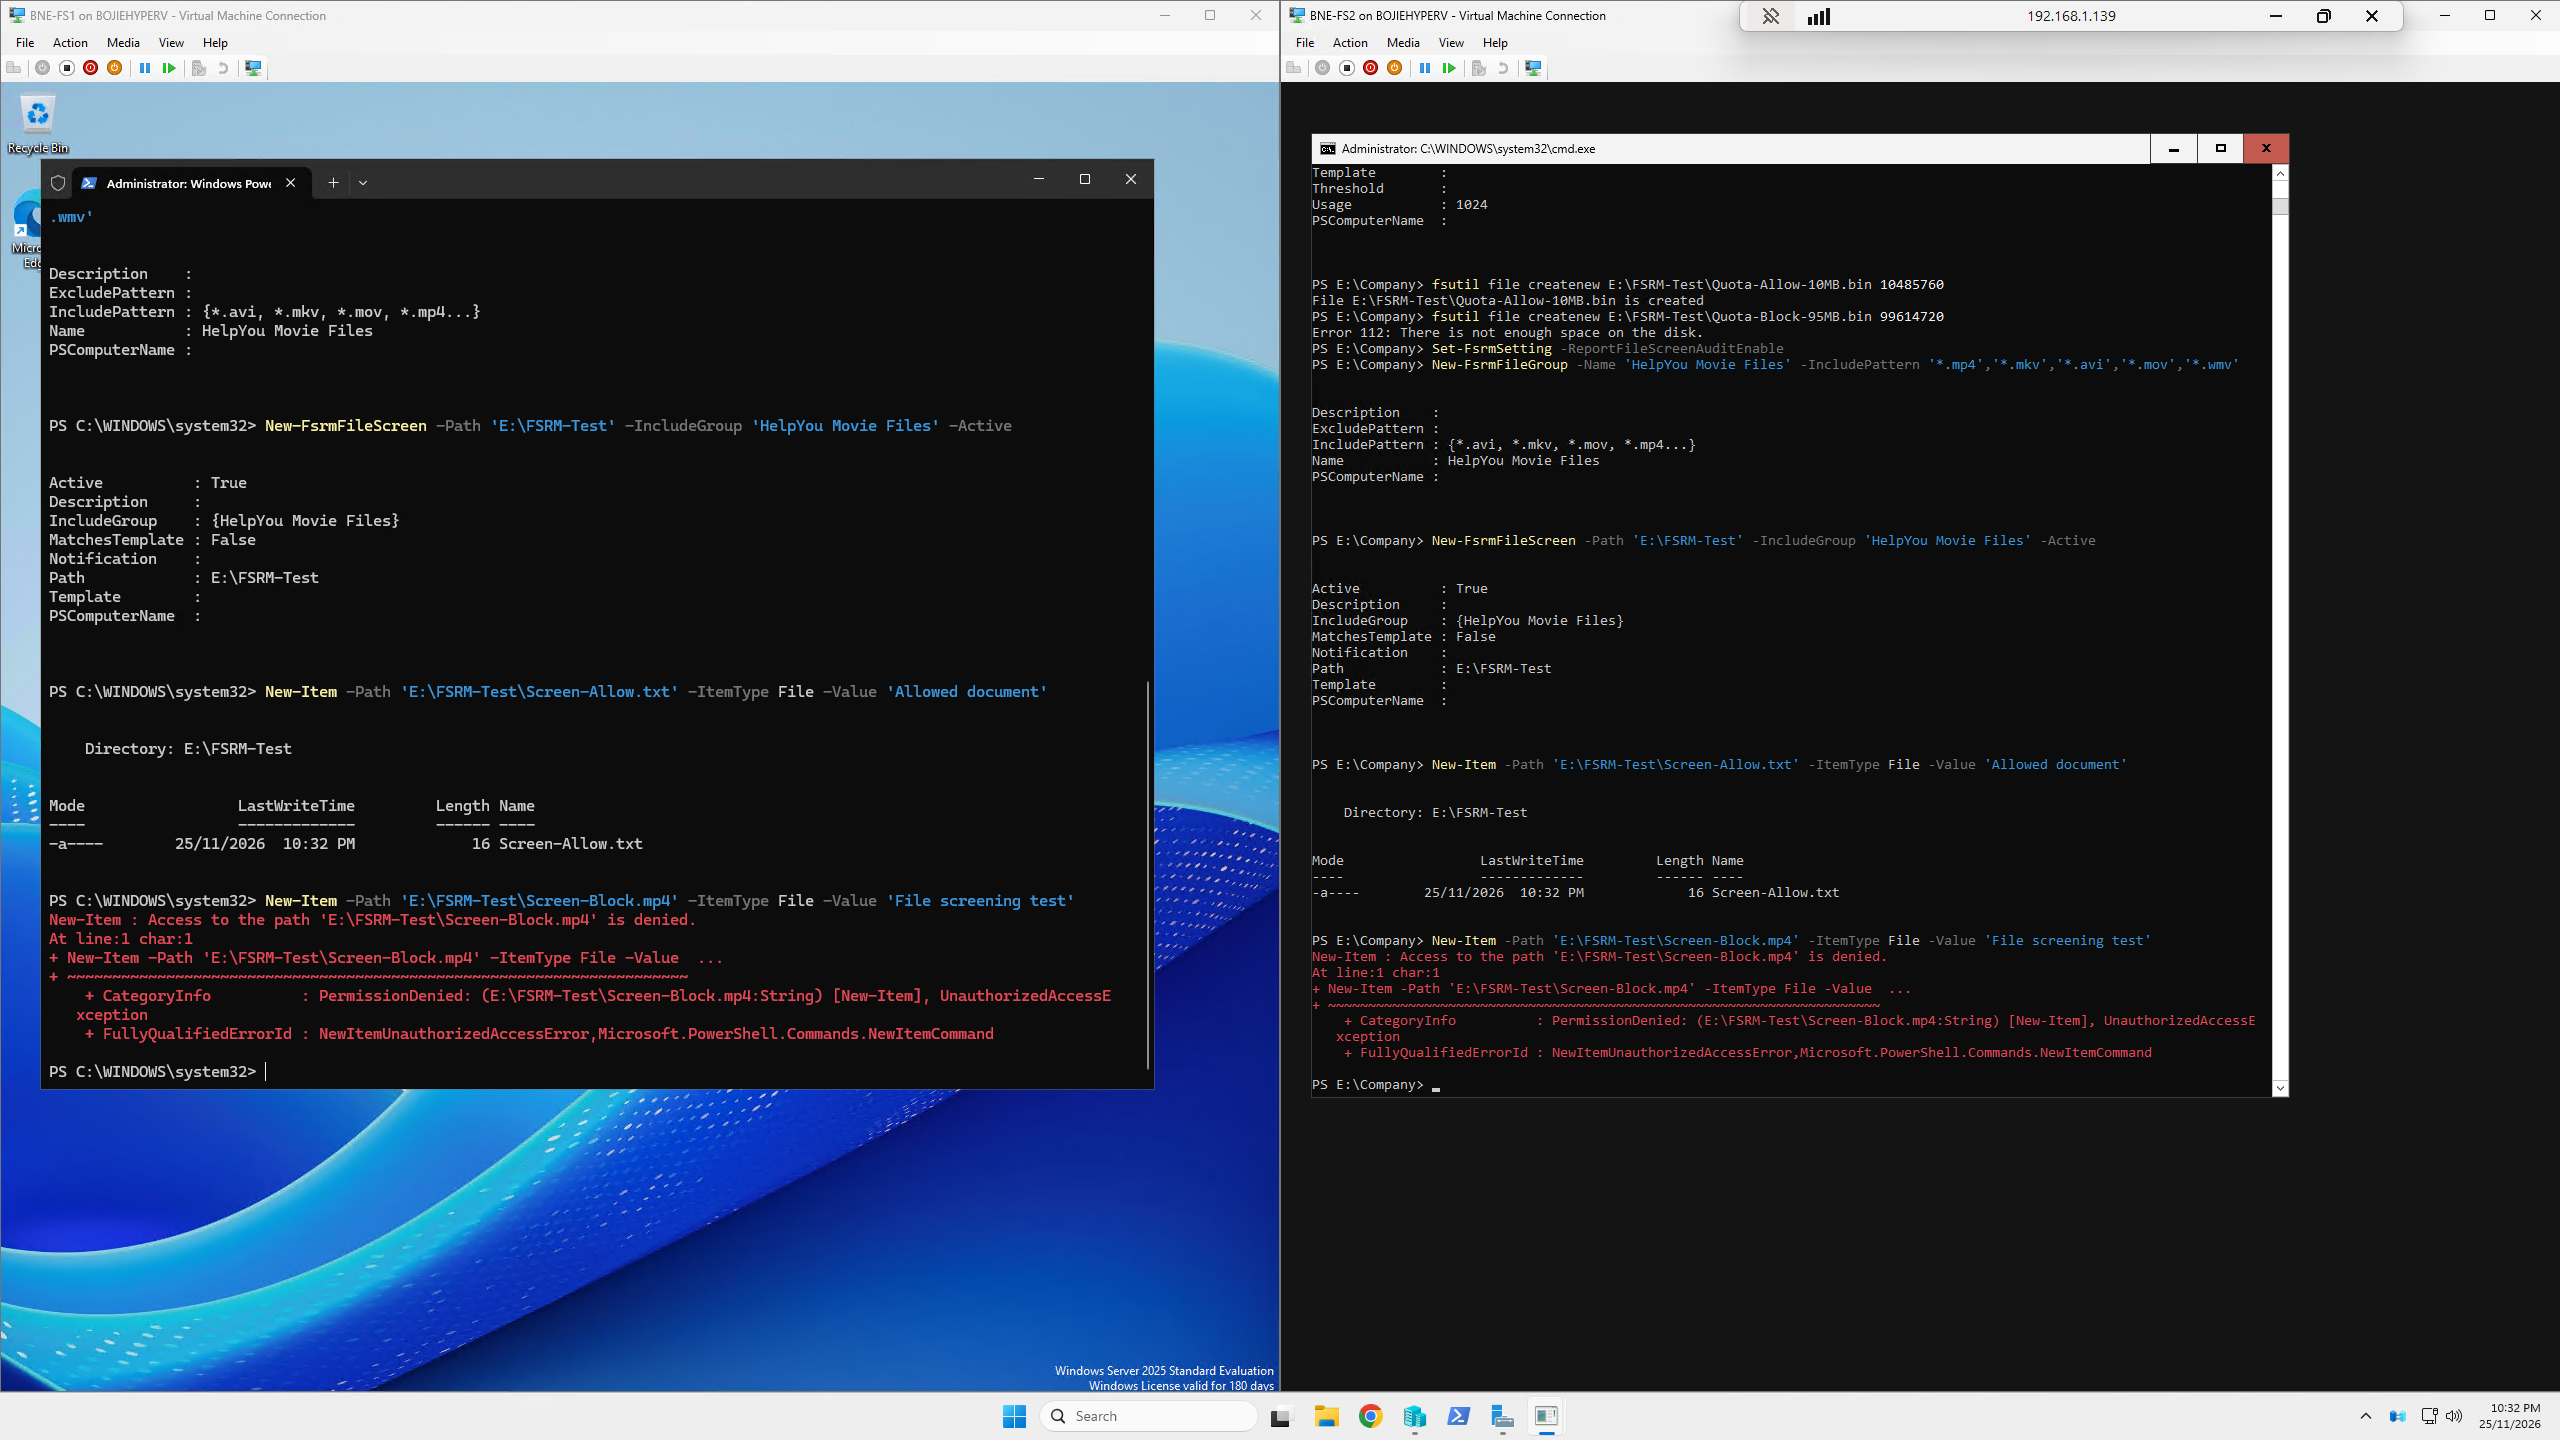 BNE-FS1 on BOJIEHYPERV - Virtual Machine Connection
File Action Media View Help
Recycle Bin
Micro
Edg
Administrator: Windows Powe
.wmv'
Description    :
ExcludePattern :
IncludePattern : {*.avi, *.mkv, *.mov, *.mp4...}
Name           : HelpYou Movie Files
PSComputerName :
PS C:\WINDOWS\system32> New-FsrmFileScreen -Path 'E:\FSRM-Test' -IncludeGroup 'HelpYou Movie Files' -Active
Active          : True
Description     :
IncludeGroup    : {HelpYou Movie Files}
MatchesTemplate : False
Notification    :
Path            : E:\FSRM-Test
Template        :
PSComputerName  :
PS C:\WINDOWS\system32> New-Item -Path 'E:\FSRM-Test\Screen-Allow.txt' -ItemType File -Value 'Allowed document'
    Directory: E:\FSRM-Test
Mode                 LastWriteTime         Length Name
----                 -------------         ------ ----
-a----        25/11/2026  10:32 PM             16 Screen-Allow.txt
PS C:\WINDOWS\system32> New-Item -Path 'E:\FSRM-Test\Screen-Block.mp4' -ItemType File -Value 'File screening test'
New-Item : Access to the path 'E:\FSRM-Test\Screen-Block.mp4' is denied.
At line:1 char:1
+ New-Item -Path 'E:\FSRM-Test\Screen-Block.mp4' -ItemType File -Value  ...
+ ~~~~~~~~~~~~~~~~~~~~~~~~~~~~~~~~~~~~~~~~~~~~~~~~~~~~~~~~~~~~~~~~~~~~~
    + CategoryInfo          : PermissionDenied: (E:\FSRM-Test\Screen-Block.mp4:String) [New-Item], UnauthorizedAccessE
   xception
    + FullyQualifiedErrorId : NewItemUnauthorizedAccessError,Microsoft.PowerShell.Commands.NewItemCommand
PS C:\WINDOWS\system32>
Windows Server 2025 Standard Evaluation
Windows License valid for 180 days
BNE-FS2 on BOJIEHYPERV - Virtual Machine Connection
192.168.1.139
File Action Media View Help
Administrator: C:\WINDOWS\system32\cmd.exe
Template        :
Threshold       :
Usage           : 1024
PSComputerName  :
PS E:\Company> fsutil file createnew E:\FSRM-Test\Quota-Allow-10MB.bin 10485760
File E:\FSRM-Test\Quota-Allow-10MB.bin is created
PS E:\Company> fsutil file createnew E:\FSRM-Test\Quota-Block-95MB.bin 99614720
Error 112: There is not enough space on the disk.
PS E:\Company> Set-FsrmSetting -ReportFileScreenAuditEnable
PS E:\Company> New-FsrmFileGroup -Name 'HelpYou Movie Files' -IncludePattern '*.mp4','*.mkv','*.avi','*.mov','*.wmv'
Description    :
ExcludePattern :
IncludePattern : {*.avi, *.mkv, *.mov, *.mp4...}
Name           : HelpYou Movie Files
PSComputerName :
PS E:\Company> New-FsrmFileScreen -Path 'E:\FSRM-Test' -IncludeGroup 'HelpYou Movie Files' -Active
Active          : True
Description     :
IncludeGroup    : {HelpYou Movie Files}
MatchesTemplate : False
Notification    :
Path            : E:\FSRM-Test
Template        :
PSComputerName  :
PS E:\Company> New-Item -Path 'E:\FSRM-Test\Screen-Allow.txt' -ItemType File -Value 'Allowed document'
    Directory: E:\FSRM-Test
Mode                 LastWriteTime         Length Name
----                 -------------         ------ ----
-a----        25/11/2026  10:32 PM             16 Screen-Allow.txt
PS E:\Company> New-Item -Path 'E:\FSRM-Test\Screen-Block.mp4' -ItemType File -Value 'File screening test'
New-Item : Access to the path 'E:\FSRM-Test\Screen-Block.mp4' is denied.
At line:1 char:1
+ New-Item -Path 'E:\FSRM-Test\Screen-Block.mp4' -ItemType File -Value  ...
+ ~~~~~~~~~~~~~~~~~~~~~~~~~~~~~~~~~~~~~~~~~~~~~~~~~~~~~~~~~~~~~~~~~~~~~
    + CategoryInfo          : PermissionDenied: (E:\FSRM-Test\Screen-Block.mp4:String) [New-Item], UnauthorizedAccessE
   xception
    + FullyQualifiedErrorId : NewItemUnauthorizedAccessError,Microsoft.PowerShell.Commands.NewItemCommand
PS E:\Company>
Search
10:32 PM
25/11/2026